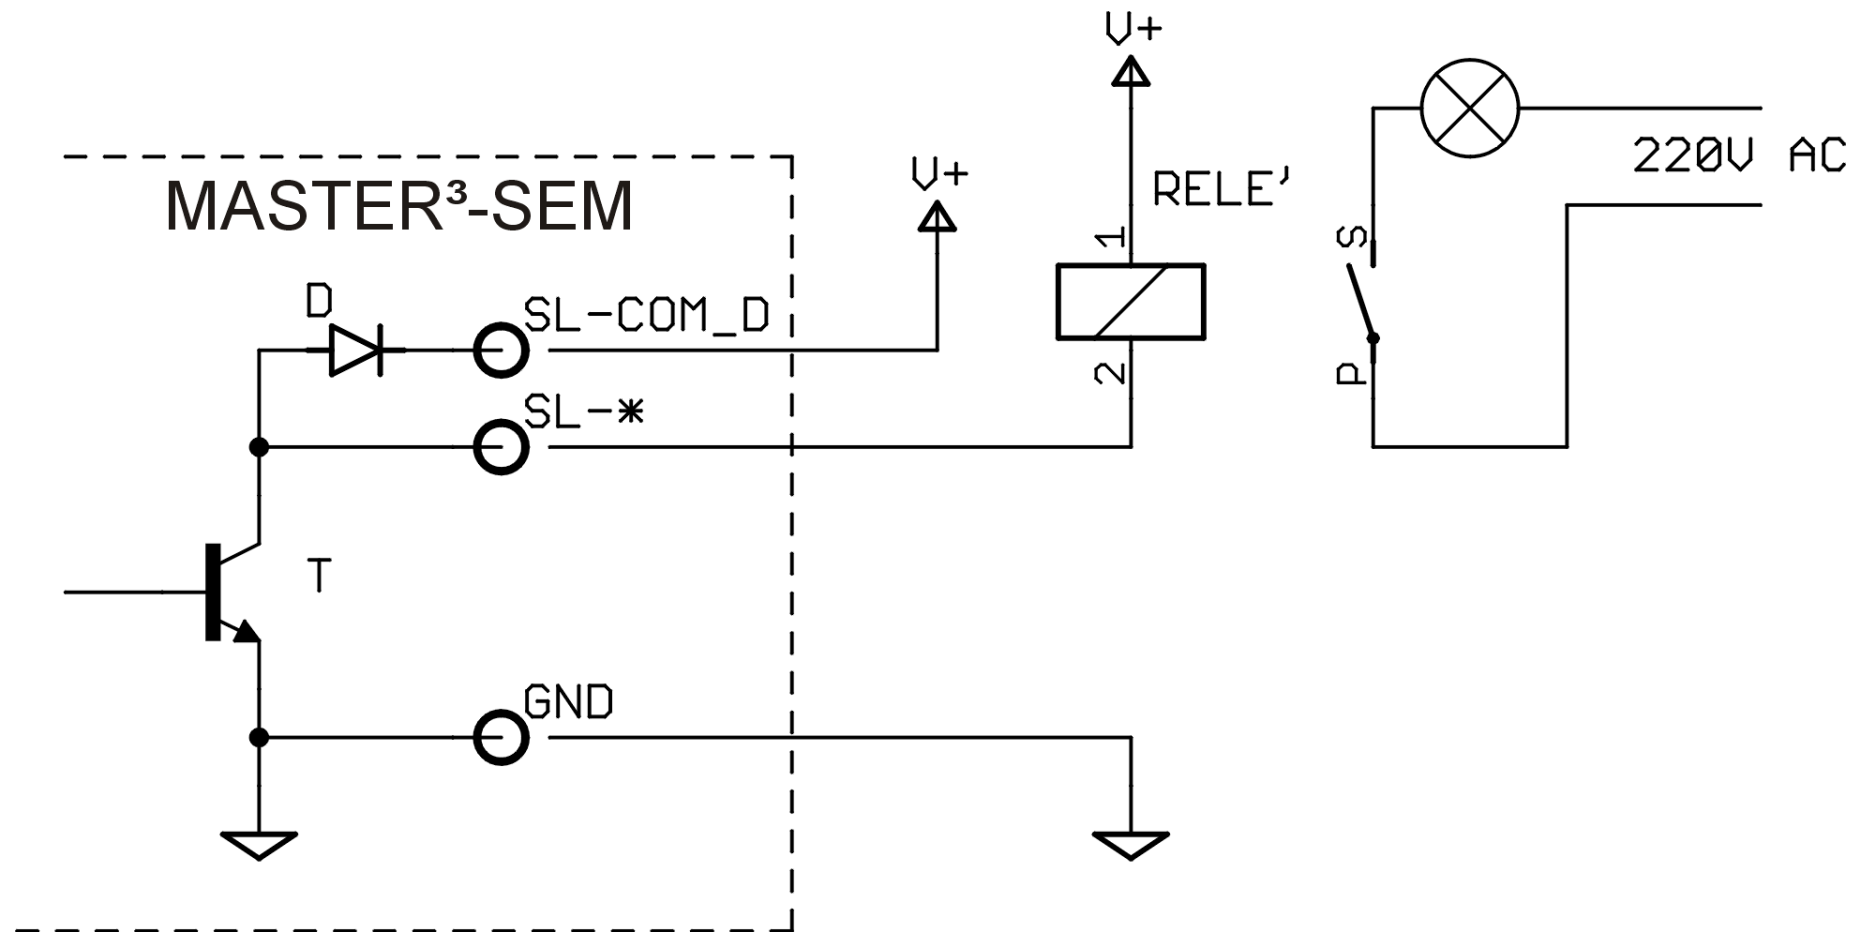 V+
V+
220V AC
MASTER³-SEM
RELE'
1
S
D
SL-COM_D
2
P
SL-*
T
GND